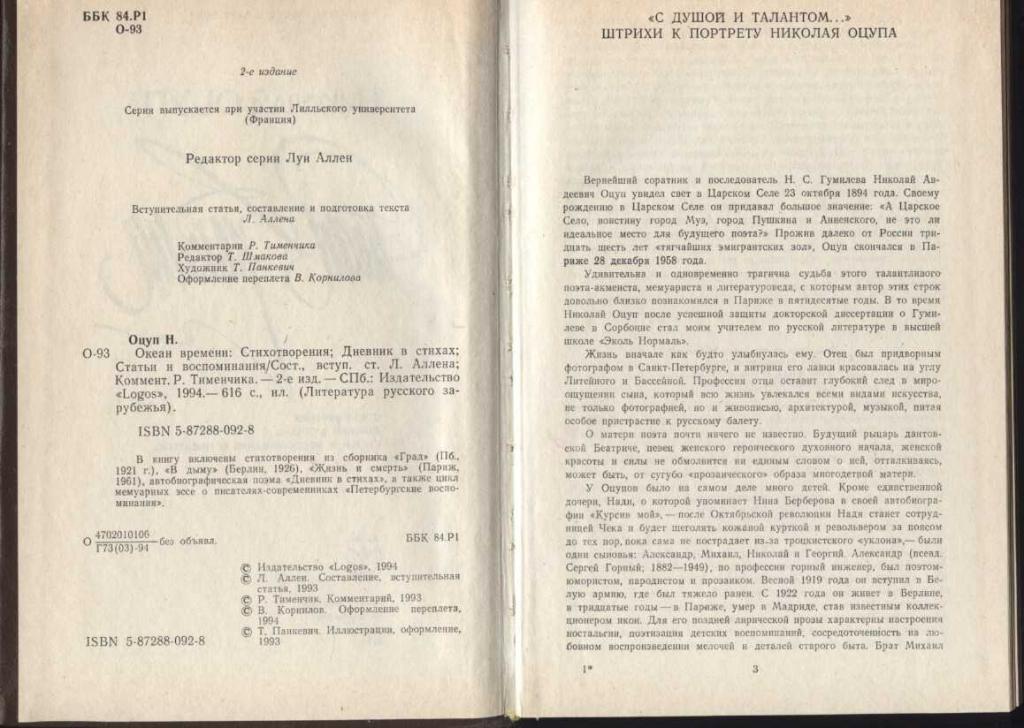 ББК 84.Р1
О-93
2-е издание
Серия выпускается при участии Лилльского университета
(Франция)
Редактор серии Луи Аллен
Вступительная статья, составление и подготовка текста
Л. Аллена
Комментарии Р. Тименчика
Редактор Т. Шмакова
Художник Т. Панкевич
Оформление переплета В. Корнилова
Оцуп Н.
О-93 Океан времени: Стихотворения; Дневник в стихах;
Статьи и воспоминания/Сост., вступ. ст. Л. Аллена;
Коммент. Р. Тименчика. — 2-е изд. — СПб.: Издательство
«Logos», 1994.— 616 с., ил. (Литература русского за-
рубежья).
ISBN 5-87288-092-8
В книгу включены стихотворения из сборника «Град» (Пб.,
1921 г.), «В дыму» (Берлин, 1926), «Жизнь и смерть» (Париж,
1961), автобиографическая поэма «Дневник в стихах», а также цикл
мемуарных эссе о писателях-современниках «Петербургские воспо-
минания».
О 4702010106
Г73(03)-94 без объявл.
ББК 84.Р1
© Издательство «Logos», 1994
© Л. Аллен. Составление, вступительная
статья, 1993
© Р. Тименчик. Комментарий, 1993
© В. Корнилов. Оформление переплета,
1994
© Т. Панкевич. Иллюстрации, оформление,
1993
ISBN 5-87288-092-8
«С ДУШОЙ И ТАЛАНТОМ...»
ШТРИХИ К ПОРТРЕТУ НИКОЛАЯ ОЦУПА
Вернейший соратник и последователь Н. С. Гумилева Николай Ав-
деевич Оцуп увидел свет в Царском Селе 23 октября 1894 года. Своему
рождению в Царском Селе он придавал большое значение: «А Царское
Село, воистину город Муз, город Пушкина и Анненского, не это ли
идеальное место для будущего поэта?» Прожив далеко от России три-
дцать шесть лет «тягчайших эмигрантских зол», Оцуп скончался в Па-
риже 28 декабря 1958 года.
Удивительна и одновременно трагична судьба этого талантливого
поэта-акмеиста, мемуариста и литературоведа, с которым автор этих строк
довольно близко познакомился в Париже в пятидесятые годы. В то время
Николай Оцуп после успешной защиты докторской диссертации о Гуми-
леве в Сорбонне стал моим учителем по русской литературе в высшей
школе «Эколь Нормаль».
Жизнь вначале как будто улыбнулась ему. Отец был придворным
фотографом в Санкт-Петербурге, и витрина его лавки красовалась на углу
Литейного и Бассейной. Профессия отца оставит глубокий след в миро-
ощущении сына, который всю жизнь увлекался всеми видами искусства,
не только фотографией, но и живописью, архитектурой, музыкой, питая
особое пристрастие к русскому балету.
О матери поэта почти ничего не известно. Будущий рыцарь дантов-
ской Беатриче, певец женского героического духовного начала, женской
красоты и силы не обмолвится ни единым словом о ней, отталкиваясь,
может быть, от сугубо «прозаического» образа многодетной матери.
У Оцупов было на самом деле много детей. Кроме единственной
дочери, Нади, о которой упоминает Нина Берберова в своей автобиогра-
фии «Курсив мой»,— после Октябрьской революции Надя станет сотруд-
ницей Чека и будет щеголять кожаной курткой и револьвером за поясом
до тех пор, пока сама не пострадает из-за троцкистского «уклона»,— были
одни сыновья: Александр, Михаил, Николай и Георгий. Александр (псевд.
Сергей Горный; 1882—1949), по профессии горный инженер, был поэтом-
юмористом, пародистом и прозаиком. Весной 1919 года он вступил в Бе-
лую армию, где был тяжело ранен. С 1922 года он живет в Берлине,
в тридцатые годы — в Париже, умер в Мадриде, став известным коллек-
ционером икон. Для его поздней лирической прозы характерны настроения
ностальгии, поэтизация детских воспоминаний, сосредоточенность на лю-
бовном воспроизведении мелочей и деталей старого быта. Брат Михаил
1*
3